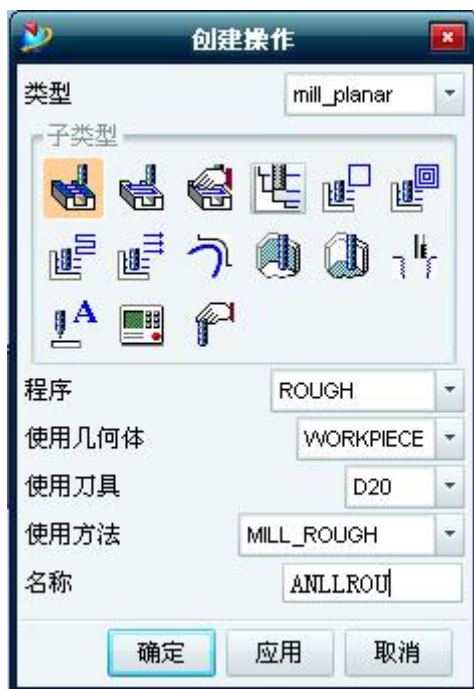 创建操作
类型 mill_planar
子类型
A
程序 ROUGH
使用几何体 WORKPIECE
使用刀具 D20
使用方法 MILL_ROUGH
名称 ANLLROU
确定 应用 取消